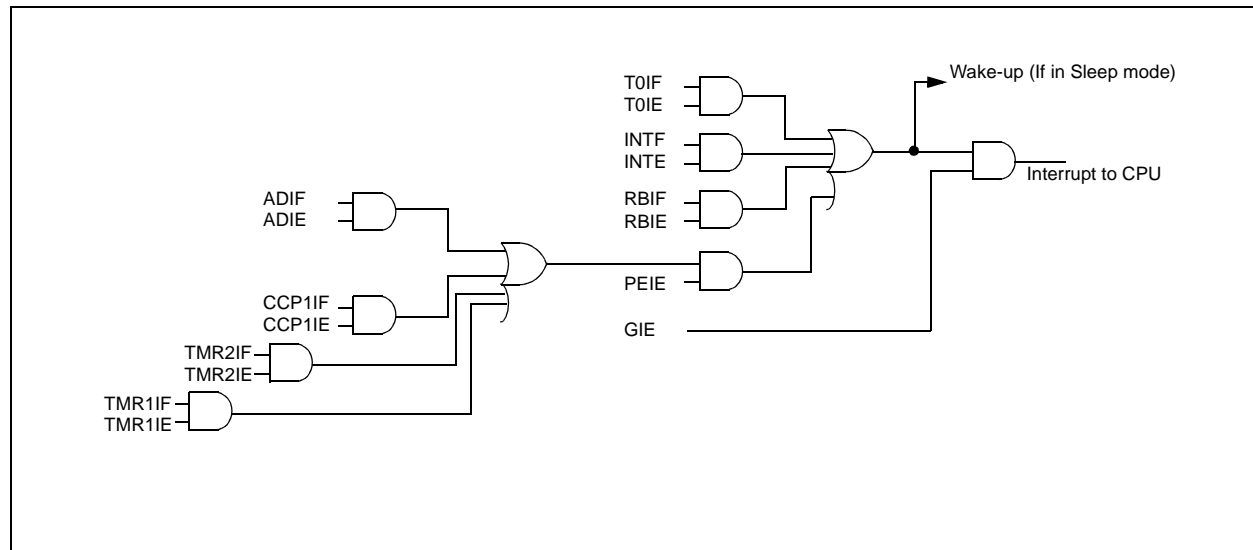 Wake-up (If in Sleep mode)
T0IF
T0IE
INTF
INTE
Interrupt to CPU
RBIF
RBIE
ADIF
ADIE
PEIE
CCP1IF
CCP1IE
GIE
TMR2IF
TMR2IE
TMR1IF
TMR1IE